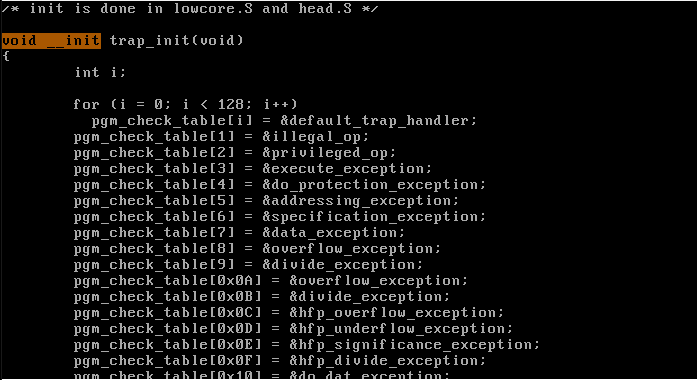 /* init is done in lowcore.S and head.S */
void __init trap_init(void)
{
int i;
for (i = 0; i < 128; i++)
pgm_check_table[i] = &default_trap_handler;
pgm_check_table[1] = &illegal_op;
pgm_check_table[2] = &privileged_op;
pgm_check_table[3] = &execute_exception;
pgm_check_table[4] = &do_protection_exception;
pgm_check_table[5] = &addressing_exception;
pgm_check_table[6] = &specification_exception;
pgm_check_table[7] = &data_exception;
pgm_check_table[8] = &overflow_exception;
pgm_check_table[9] = &divide_exception;
pgm_check_table[0x0A] = &overflow_exception;
pgm_check_table[0x0B] = &divide_exception;
pgm_check_table[0x0C] = &hfp_overflow_exception;
pgm_check_table[0x0D] = &hfp_underflow_exception;
pgm_check_table[0x0E] = &hfp_significance_exception;
pgm_check_table[0x0F] = &hfp_divide_exception;
pgm_check_table[0x10] = &do_dat_exception;